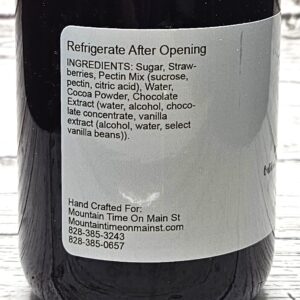 Refrigerate After Opening
INGREDIENTS: Sugar, Straw-
berries, Pectin Mix (sucrose,
pectin, citric acid), Water,
Cocoa Powder, Chocolate
Extract (water, alcohol, choco-
late concentrate, vanilla
extract (alcohol, water, select
vanilla beans)).
Hand Crafted For:
Mountain Time On Main St
Mountaintimeonmainst.com
828-385-3243
828-385-0657